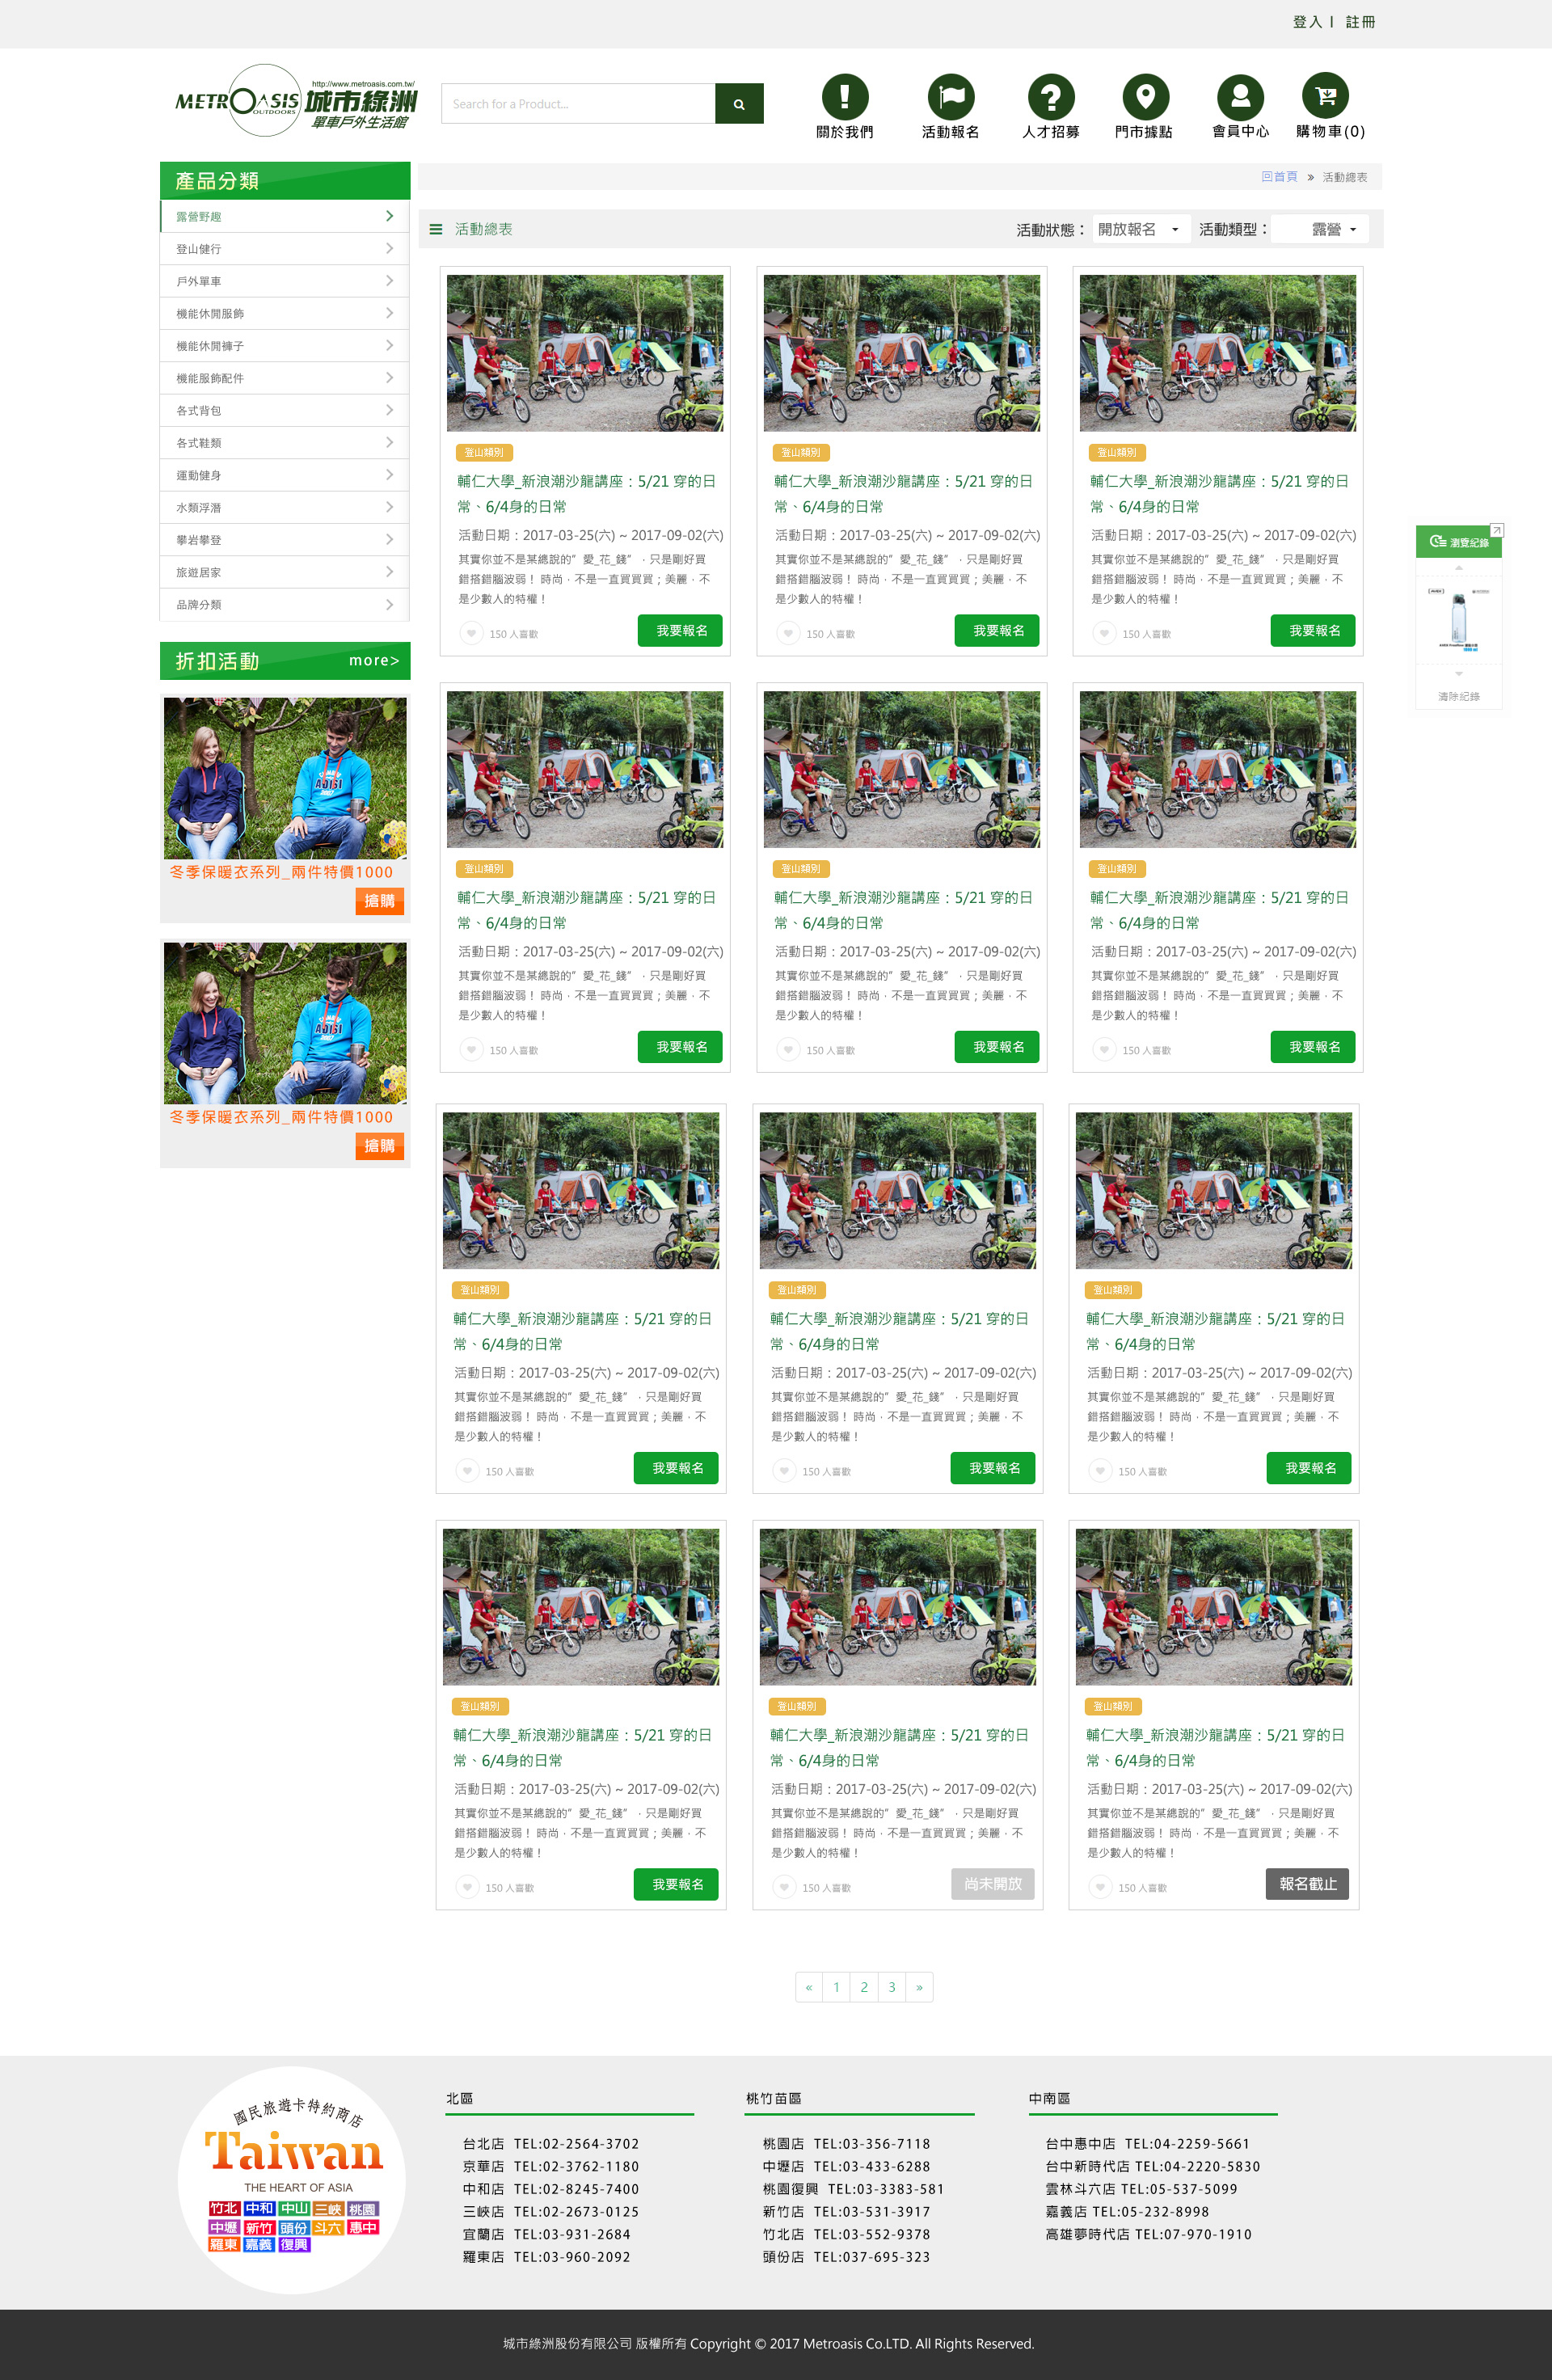 登入 | 註冊
http://www.metroasis.com.tw/
METROASIS
OUTDOORS
城市綠洲
單車戶外生活館
Search for a Product...
關於我們
活動報名
人才招募
門市據點
會員中心
購物車(0)
產品分類
露營野趣
登山健行
戶外單車
機能休閒服飾
機能休閒褲子
機能服飾配件
各式背包
各式鞋類
運動健身
水類浮潛
攀岩攀登
旅遊居家
品牌分類
折扣活動 more>
ADISI
冬季保暖衣系列_兩件特價1000
搶購
ADISI
冬季保暖衣系列_兩件特價1000
搶購
回首頁 » 活動總表
活動總表 活動狀態： 開放報名 活動類型： 露營
登山類別
輔仁大學_新浪潮沙龍講座：5/21 穿的日
常、6/4身的日常
活動日期：2017-03-25(六) ~ 2017-09-02(六)
其實你並不是某總說的”愛_花_錢”，只是剛好買
錯搭錯腦波弱！時尚，不是一直買買買；美麗，不
是少數人的特權！
150 人喜歡 我要報名
登山類別
輔仁大學_新浪潮沙龍講座：5/21 穿的日
常、6/4身的日常
活動日期：2017-03-25(六) ~ 2017-09-02(六)
其實你並不是某總說的”愛_花_錢”，只是剛好買
錯搭錯腦波弱！時尚，不是一直買買買；美麗，不
是少數人的特權！
150 人喜歡 我要報名
登山類別
輔仁大學_新浪潮沙龍講座：5/21 穿的日
常、6/4身的日常
活動日期：2017-03-25(六) ~ 2017-09-02(六)
其實你並不是某總說的”愛_花_錢”，只是剛好買
錯搭錯腦波弱！時尚，不是一直買買買；美麗，不
是少數人的特權！
150 人喜歡 我要報名
登山類別
輔仁大學_新浪潮沙龍講座：5/21 穿的日
常、6/4身的日常
活動日期：2017-03-25(六) ~ 2017-09-02(六)
其實你並不是某總說的”愛_花_錢”，只是剛好買
錯搭錯腦波弱！時尚，不是一直買買買；美麗，不
是少數人的特權！
150 人喜歡 我要報名
登山類別
輔仁大學_新浪潮沙龍講座：5/21 穿的日
常、6/4身的日常
活動日期：2017-03-25(六) ~ 2017-09-02(六)
其實你並不是某總說的”愛_花_錢”，只是剛好買
錯搭錯腦波弱！時尚，不是一直買買買；美麗，不
是少數人的特權！
150 人喜歡 我要報名
登山類別
輔仁大學_新浪潮沙龍講座：5/21 穿的日
常、6/4身的日常
活動日期：2017-03-25(六) ~ 2017-09-02(六)
其實你並不是某總說的”愛_花_錢”，只是剛好買
錯搭錯腦波弱！時尚，不是一直買買買；美麗，不
是少數人的特權！
150 人喜歡 我要報名
登山類別
輔仁大學_新浪潮沙龍講座：5/21 穿的日
常、6/4身的日常
活動日期：2017-03-25(六) ~ 2017-09-02(六)
其實你並不是某總說的”愛_花_錢”，只是剛好買
錯搭錯腦波弱！時尚，不是一直買買買；美麗，不
是少數人的特權！
150 人喜歡 我要報名
登山類別
輔仁大學_新浪潮沙龍講座：5/21 穿的日
常、6/4身的日常
活動日期：2017-03-25(六) ~ 2017-09-02(六)
其實你並不是某總說的”愛_花_錢”，只是剛好買
錯搭錯腦波弱！時尚，不是一直買買買；美麗，不
是少數人的特權！
150 人喜歡 我要報名
登山類別
輔仁大學_新浪潮沙龍講座：5/21 穿的日
常、6/4身的日常
活動日期：2017-03-25(六) ~ 2017-09-02(六)
其實你並不是某總說的”愛_花_錢”，只是剛好買
錯搭錯腦波弱！時尚，不是一直買買買；美麗，不
是少數人的特權！
150 人喜歡 我要報名
登山類別
輔仁大學_新浪潮沙龍講座：5/21 穿的日
常、6/4身的日常
活動日期：2017-03-25(六) ~ 2017-09-02(六)
其實你並不是某總說的”愛_花_錢”，只是剛好買
錯搭錯腦波弱！時尚，不是一直買買買；美麗，不
是少數人的特權！
150 人喜歡 我要報名
登山類別
輔仁大學_新浪潮沙龍講座：5/21 穿的日
常、6/4身的日常
活動日期：2017-03-25(六) ~ 2017-09-02(六)
其實你並不是某總說的”愛_花_錢”，只是剛好買
錯搭錯腦波弱！時尚，不是一直買買買；美麗，不
是少數人的特權！
150 人喜歡 尚未開放
登山類別
輔仁大學_新浪潮沙龍講座：5/21 穿的日
常、6/4身的日常
活動日期：2017-03-25(六) ~ 2017-09-02(六)
其實你並不是某總說的”愛_花_錢”，只是剛好買
錯搭錯腦波弱！時尚，不是一直買買買；美麗，不
是少數人的特權！
150 人喜歡 報名截止
瀏覽紀錄
清除紀錄
« 1 2 3 »
國民旅遊卡特約商店
Taiwan
THE HEART OF ASIA
竹北 中和 中山 三峽 桃園
中壢 新竹 頭份 斗六 惠中
羅東 嘉義 復興
北區
台北店 TEL:02-2564-3702
京華店 TEL:02-3762-1180
中和店 TEL:02-8245-7400
三峽店 TEL:02-2673-0125
宜蘭店 TEL:03-931-2684
羅東店 TEL:03-960-2092
桃竹苗區
桃園店 TEL:03-356-7118
中壢店 TEL:03-433-6288
桃園復興 TEL:03-3383-581
新竹店 TEL:03-531-3917
竹北店 TEL:03-552-9378
頭份店 TEL:037-695-323
中南區
台中惠中店 TEL:04-2259-5661
台中新時代店 TEL:04-2220-5830
雲林斗六店 TEL:05-537-5099
嘉義店 TEL:05-232-8998
高雄夢時代店 TEL:07-970-1910
城市綠洲股份有限公司 版權所有 Copyright © 2017 Metroasis Co.LTD. All Rights Reserved.